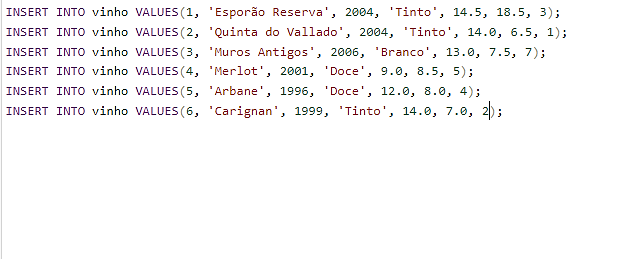 INSERT INTO vinho VALUES(1, 'Esporão Reserva', 2004, 'Tinto', 14.5, 18.5, 3);
INSERT INTO vinho VALUES(2, 'Quinta do Vallado', 2004, 'Tinto', 14.0, 6.5, 1);
INSERT INTO vinho VALUES(3, 'Muros Antigos', 2006, 'Branco', 13.0, 7.5, 7);
INSERT INTO vinho VALUES(4, 'Merlot', 2001, 'Doce', 9.0, 8.5, 5);
INSERT INTO vinho VALUES(5, 'Arbane', 1996, 'Doce', 12.0, 8.0, 4);
INSERT INTO vinho VALUES(6, 'Carignan', 1999, 'Tinto', 14.0, 7.0, 2);